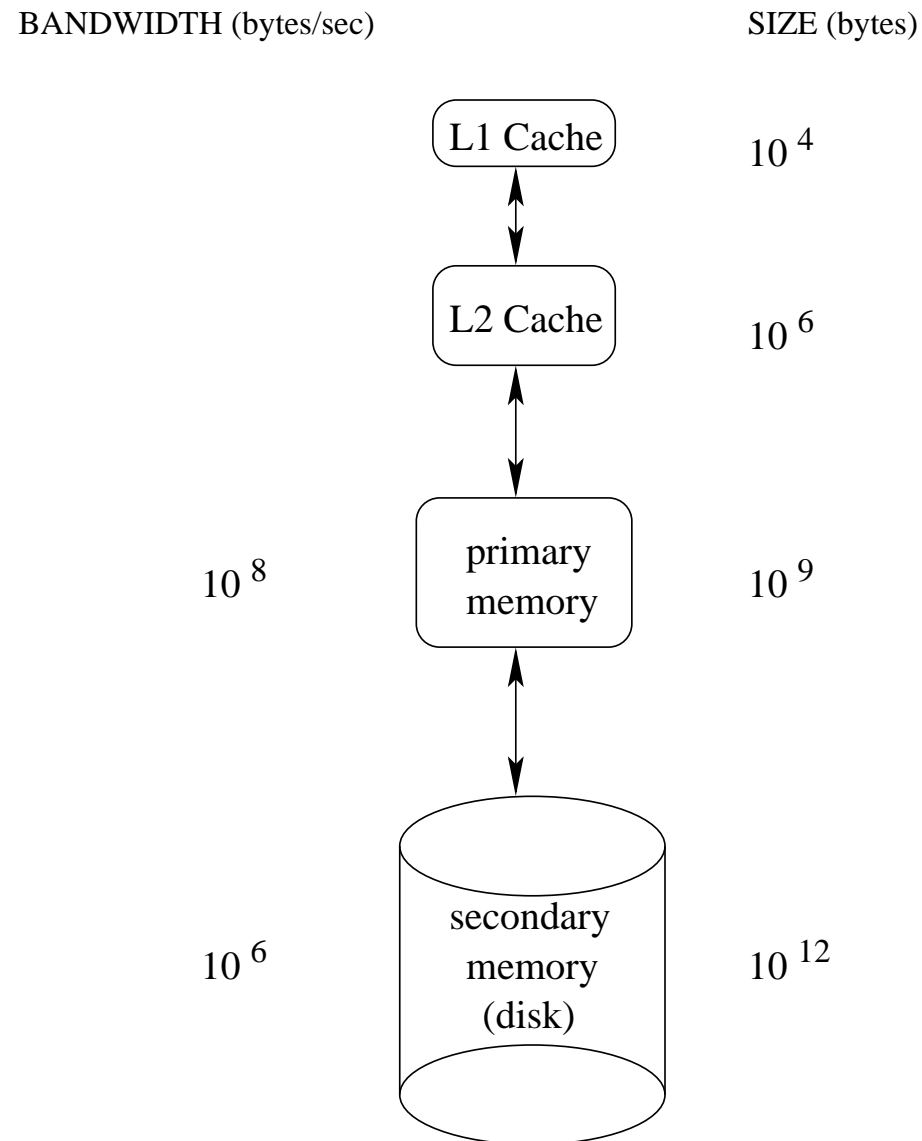 BANDWIDTH (bytes/sec) SIZE (bytes)
L1 Cache 10^4
L2 Cache 10^6
10^8 primary memory 10^9
10^6 secondary memory (disk) 10^12